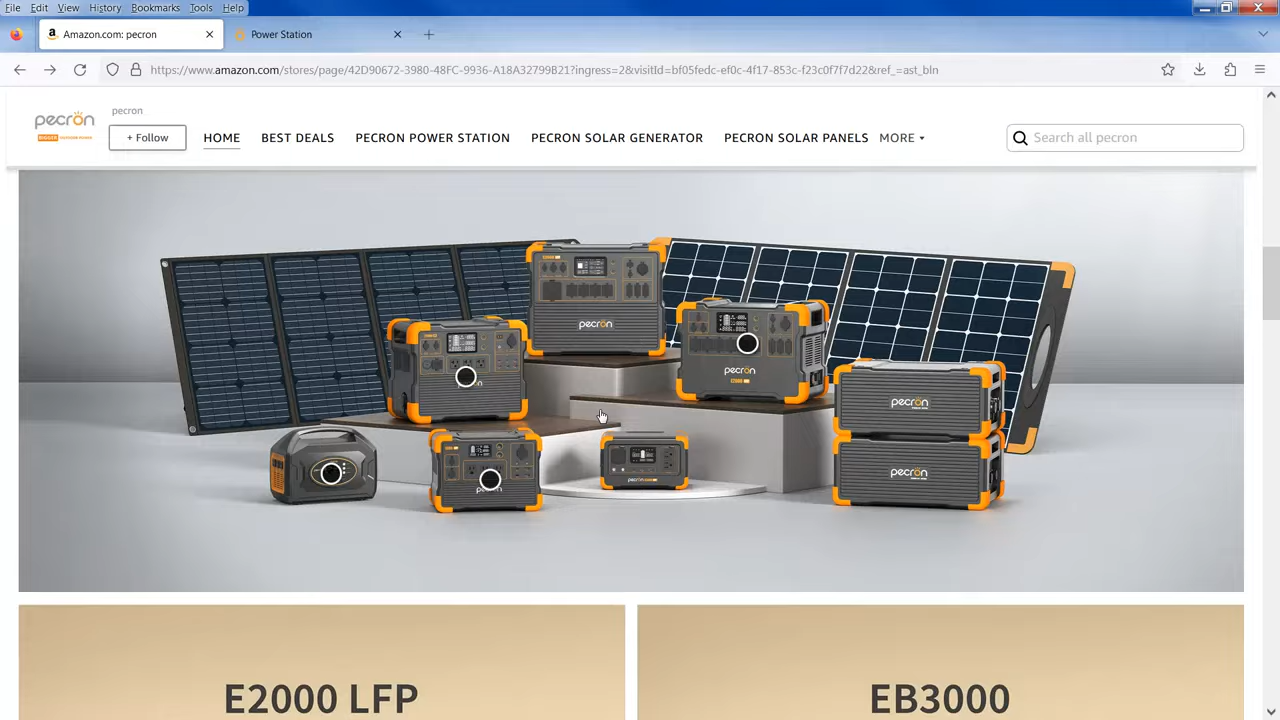 File Edit View History Bookmarks Tools Help
Amazon.com: pecron
Power Station
https://www.amazon.com/stores/page/42D90672-3980-48FC-9936-A18A32799B21?ingress=2&visitId=bf05fedc-ef0c-4f17-853c-f23c0f7f7d22&ref_=ast_bln
pecron
pecron
+ Follow
HOME
BEST DEALS
PECRON POWER STATION
PECRON SOLAR GENERATOR
PECRON SOLAR PANELS
MORE
Search all pecron
pecron
pecron
pecron
pecron
E2000 LFP
EB3000